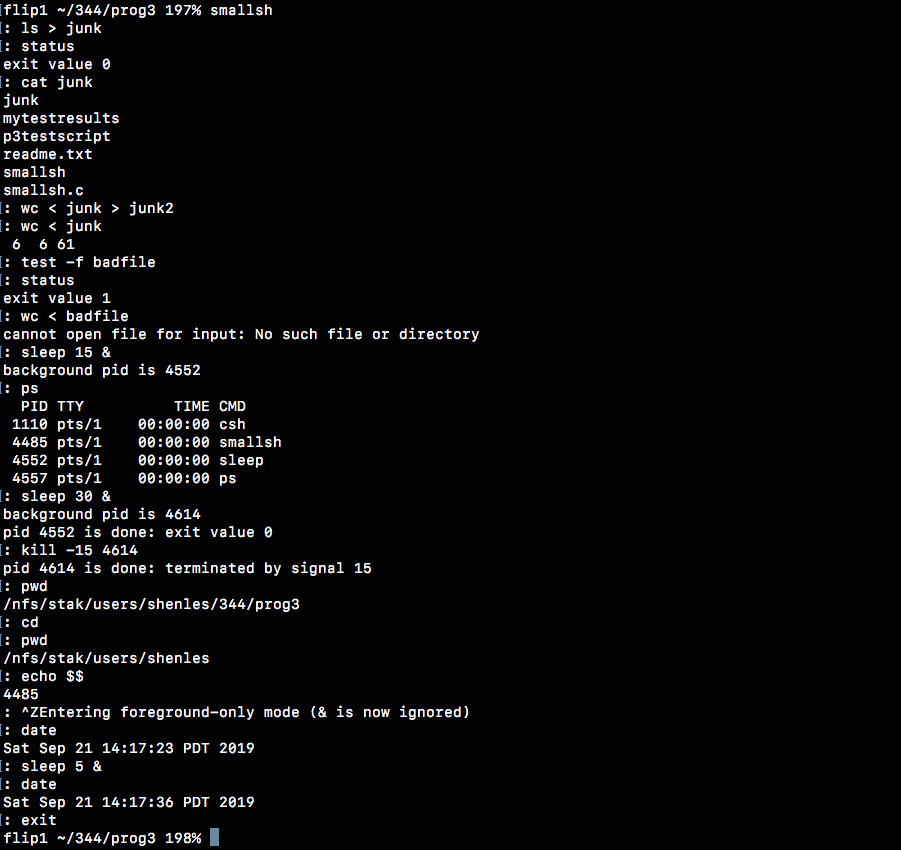 flip1 ~/344/prog3 197% smallsh
: ls > junk
: status
exit value 0
: cat junk
junk
mytestresults
p3testscript
readme.txt
smallsh
smallsh.c
: wc < junk > junk2
: wc < junk
 6  6 61
: test -f badfile
: status
exit value 1
: wc < badfile
cannot open file for input: No such file or directory
: sleep 15 &
background pid is 4552
: ps
  PID TTY          TIME CMD
 1110 pts/1    00:00:00 csh
 4485 pts/1    00:00:00 smallsh
 4552 pts/1    00:00:00 sleep
 4557 pts/1    00:00:00 ps
: sleep 30 &
background pid is 4614
pid 4552 is done: exit value 0
: kill -15 4614
pid 4614 is done: terminated by signal 15
: pwd
/nfs/stak/users/shenles/344/prog3
: cd
: pwd
/nfs/stak/users/shenles
: echo $$
4485
: ^ZEntering foreground-only mode (& is now ignored)
: date
Sat Sep 21 14:17:23 PDT 2019
: sleep 5 &
: date
Sat Sep 21 14:17:36 PDT 2019
: exit
flip1 ~/344/prog3 198%